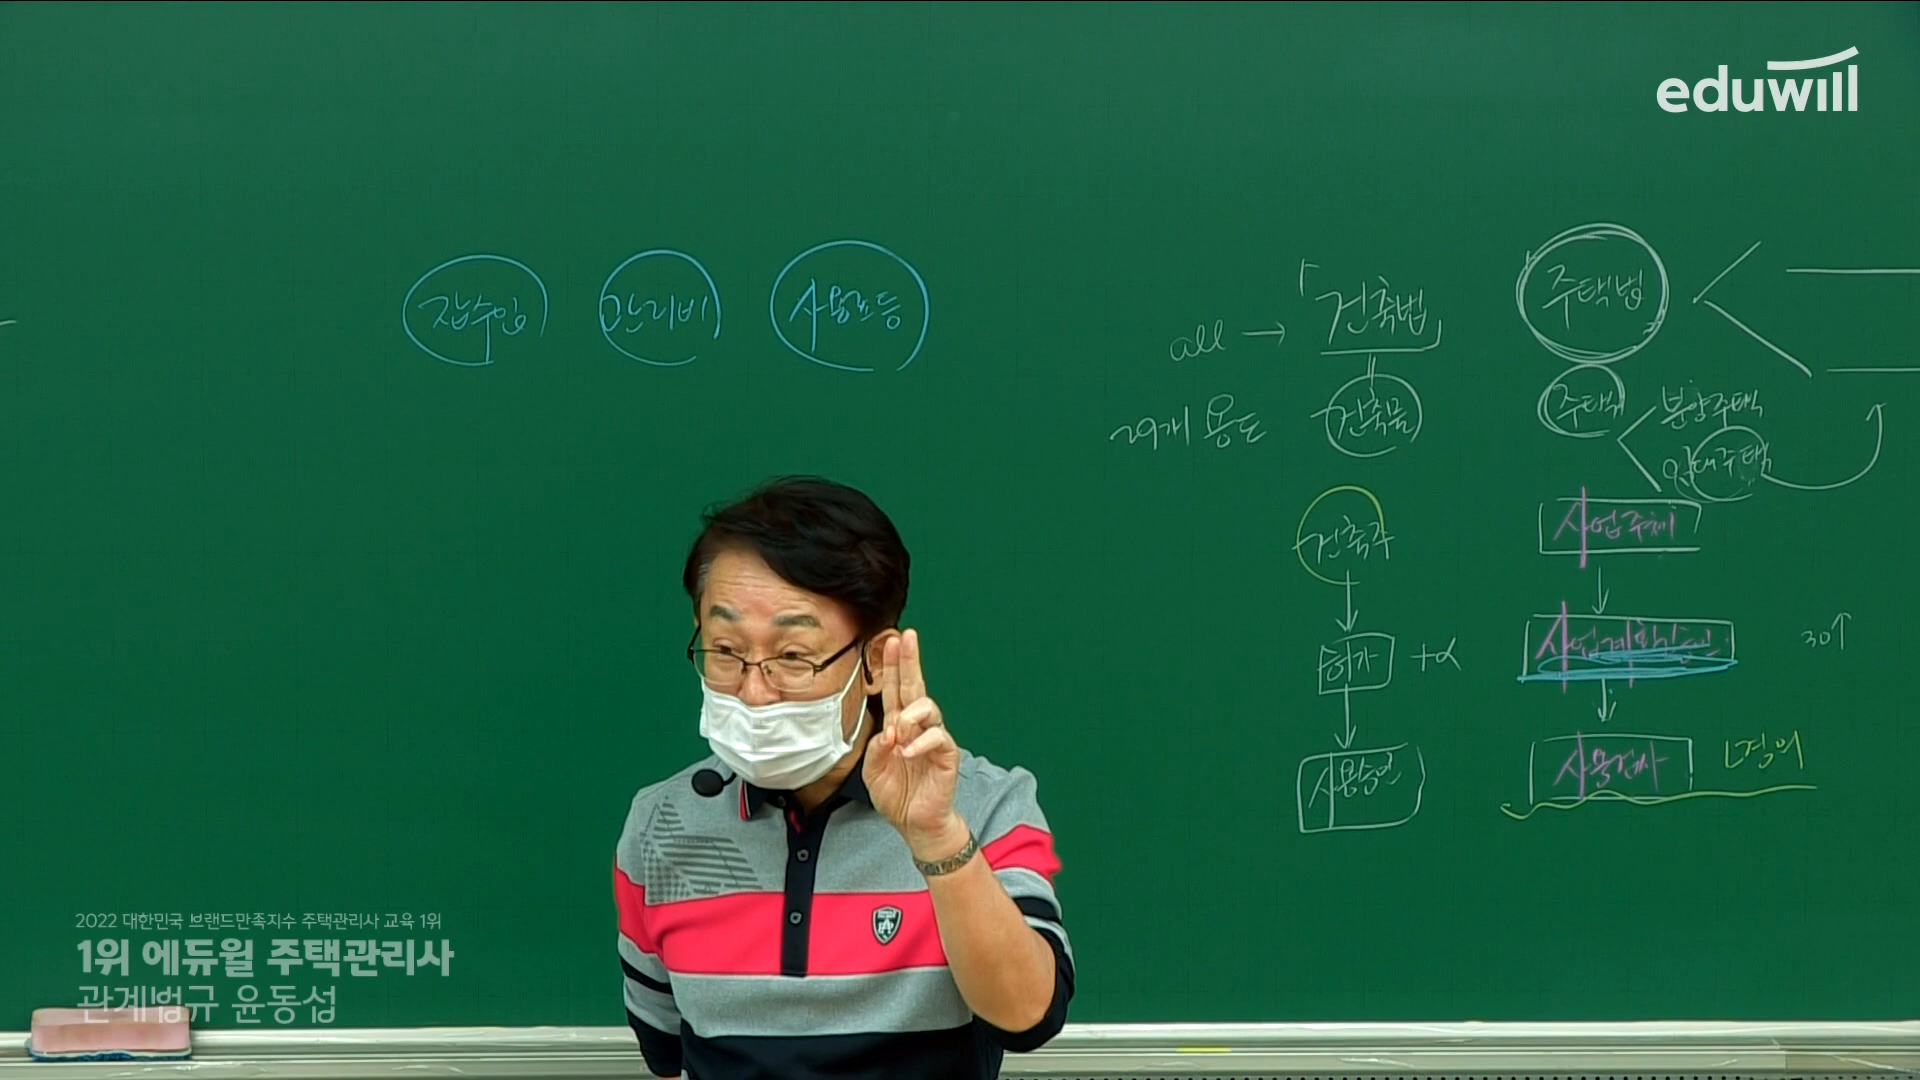 eduwill
잡수입 관리비 사용료등
all → 「건축법」
29개 용도 건축물
건축주
허가 +α
사용승인
주택법
주택
분양주택
임대주택
사업주체
사업계획승인 30↑
사용검사
2022 대한민국 브랜드만족지수 주택관리사 교육 1위
1위 에듀윌 주택관리사
관계법규 윤동섭